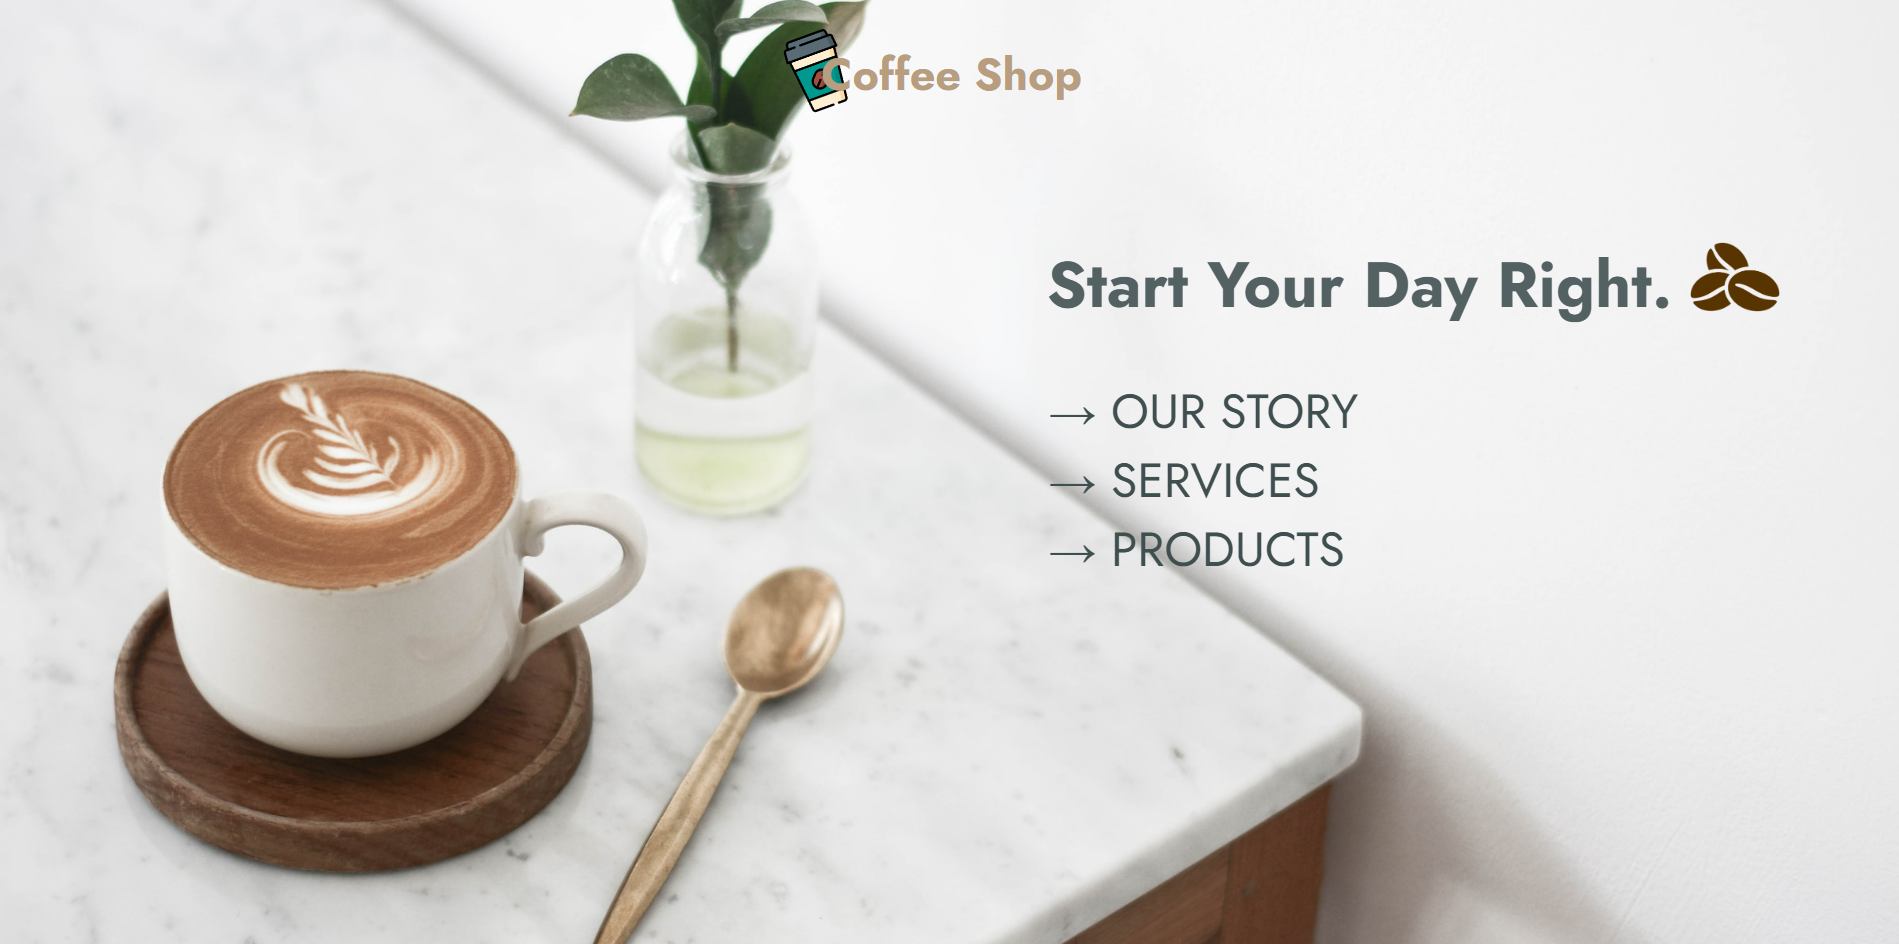 Coffee Shop
Start Your Day Right.
→ OUR STORY
→ SERVICES
→ PRODUCTS